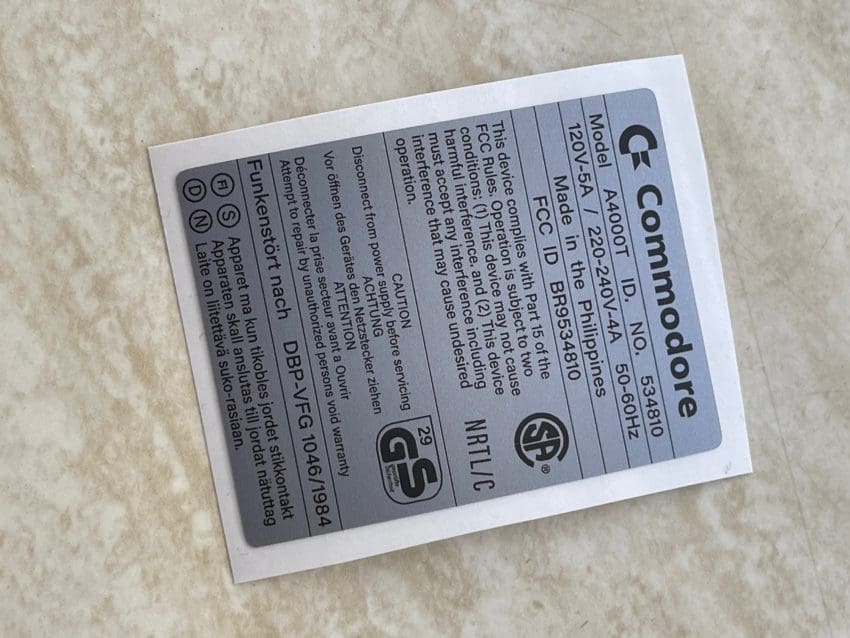 Commodore
Model A4000T ID. NO. 534810
120V-5A / 220-240V-4A 50-60Hz
Made in the Philippines
FCC ID BR9534810
This device complies with Part 15 of the
FCC Rules. Operation is subject to two
conditions: (1) This device may not cause
harmful interference, and (2) This device
must accept any interference including
interference that may cause undesired
operation.
SA®
NRTL/C
CAUTION
Disconnect from power supply before servicing
ACHTUNG
Vor öffnen des Gerätes den Netzstecker ziehen
ATTENTION
Déconnecter la prise secteur avant a Ouvrir
Attempt to repair by unauthorized persons void warranty
29
GS
geprüfte
Sicherheit
Funkenstört nach DBP-VFG 1046/1984
FI S Apparet ma kun tikobles jordet stikkontakt
D N Apparaten skall anslutas till jordat nätuttag
Laite on liitettävä suko-rasiaan.